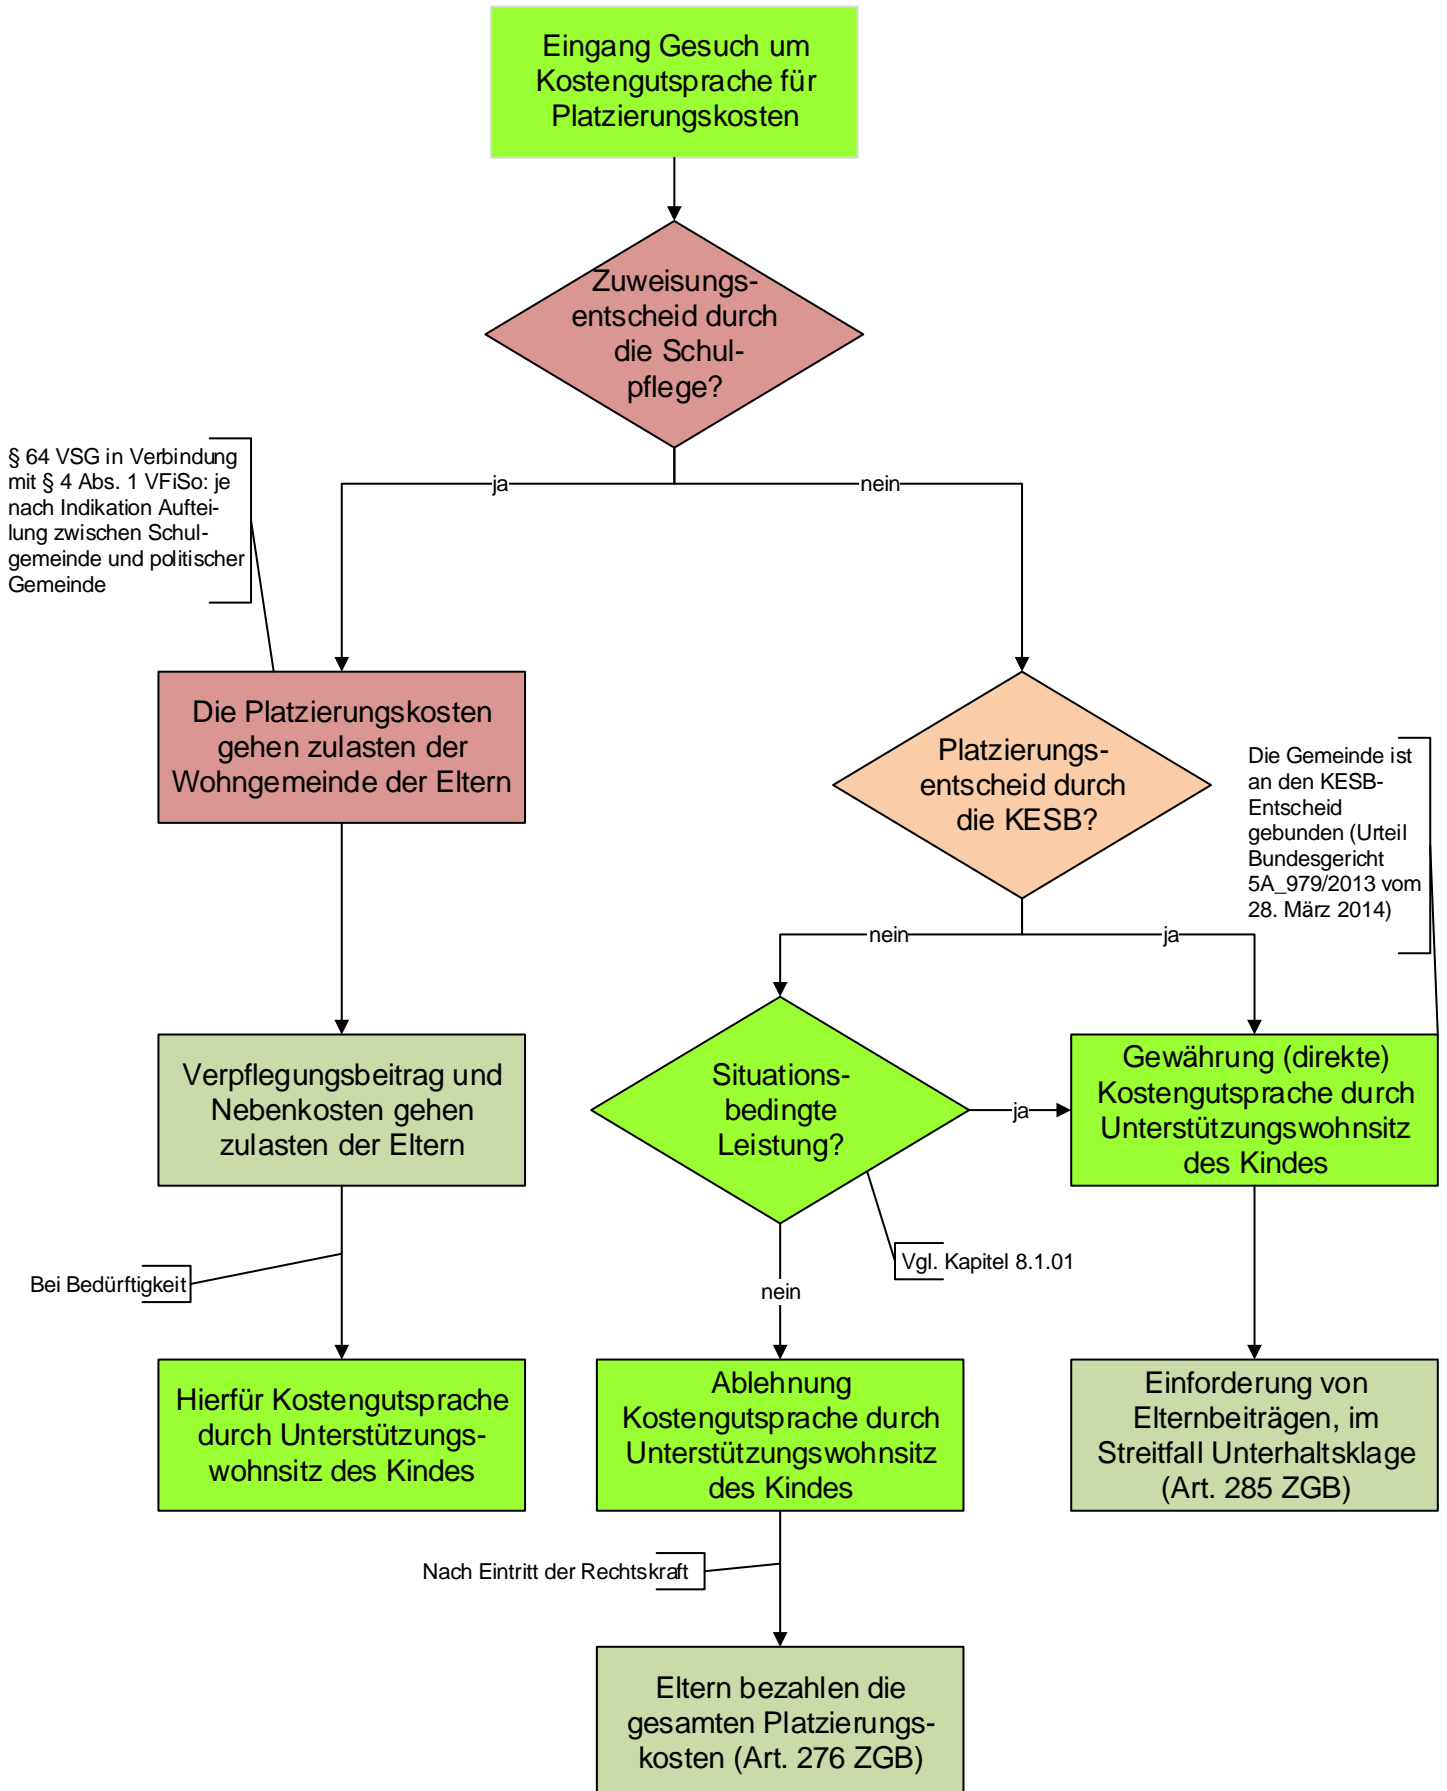 Eingang Gesuch um
Kostengutsprache für
Platzierungskosten
Zuweisungs-
entscheid durch
die Schul-
pflege?
ja
nein
§ 64 VSG in Verbindung
mit § 4 Abs. 1 VFiSo: je
nach Indikation Auftei-
lung zwischen Schul-
gemeinde und politischer
Gemeinde
Die Platzierungskosten
gehen zulasten der
Wohngemeinde der Eltern
Platzierungs-
entscheid durch
die KESB?
Die Gemeinde ist
an den KESB-
Entscheid
gebunden (Urteil
Bundesgericht
5A_979/2013 vom
28. März 2014)
nein
ja
Verpflegungsbeitrag und
Nebenkosten gehen
zulasten der Eltern
Situations-
bedingte
Leistung?
ja
Gewährung (direkte)
Kostengutsprache durch
Unterstützungswohnsitz
des Kindes
Vgl. Kapitel 8.1.01
Bei Bedürftigkeit
nein
Hierfür Kostengutsprache
durch Unterstützungs-
wohnsitz des Kindes
Ablehnung
Kostengutsprache durch
Unterstützungswohnsitz
des Kindes
Einforderung von
Elternbeiträgen, im
Streitfall Unterhaltsklage
(Art. 285 ZGB)
Nach Eintritt der Rechtskraft
Eltern bezahlen die
gesamten Platzierungs-
kosten (Art. 276 ZGB)